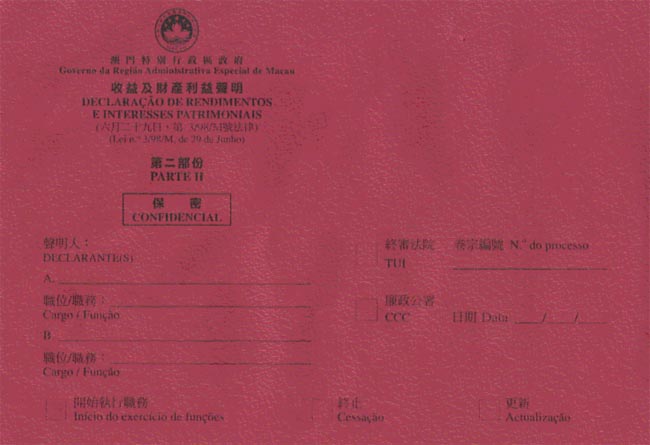 澳門特別行政區政府
Governo da Região Administrativa Especial de Macau
收益及財產利益聲明
DECLARAÇÃO DE RENDIMENTOS
E INTERESSES PATRIMONIAIS
(六月二十九日，第 3/98/M號法律)
(Lei n.º 3/98/M, de 29 de Junho)
第二部份
PARTE II
保 密
CONFIDENCIAL
聲明人：
DECLARANTE(S)
A.
職位/職務：
Cargo / Função
B
職位/職務：
Cargo / Função
終審法院 卷宗編號 N.º do processo
TUI
廉政公署
CCC 日期 Data ___/___/___
開始執行職務
Início do exercício de funções
終止
Cessação
更新
Actualização